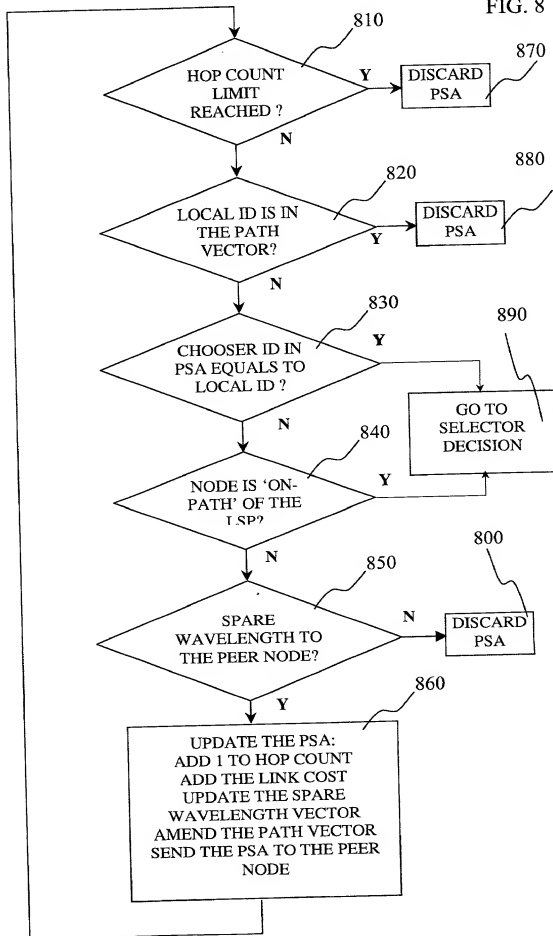 FIG. 8
810
HOP COUNT
LIMIT
REACHED ?
Y
N
DISCARD
PSA
870
820
LOCAL ID IS IN
THE PATH
VECTOR?
Y
N
DISCARD
PSA
880
830
CHOOSER ID IN
PSA EQUALS TO
LOCAL ID ?
Y
N
890
GO TO
SELECTOR
DECISION
840
NODE IS 'ON-
PATH' OF THE
LSP?
Y
N
850
SPARE
WAVELENGTH TO
THE PEER NODE?
N
Y
800
DISCARD
PSA
860
UPDATE THE PSA:
ADD 1 TO HOP COUNT
ADD THE LINK COST
UPDATE THE SPARE
WAVELENGTH VECTOR
AMEND THE PATH VECTOR
SEND THE PSA TO THE PEER
NODE